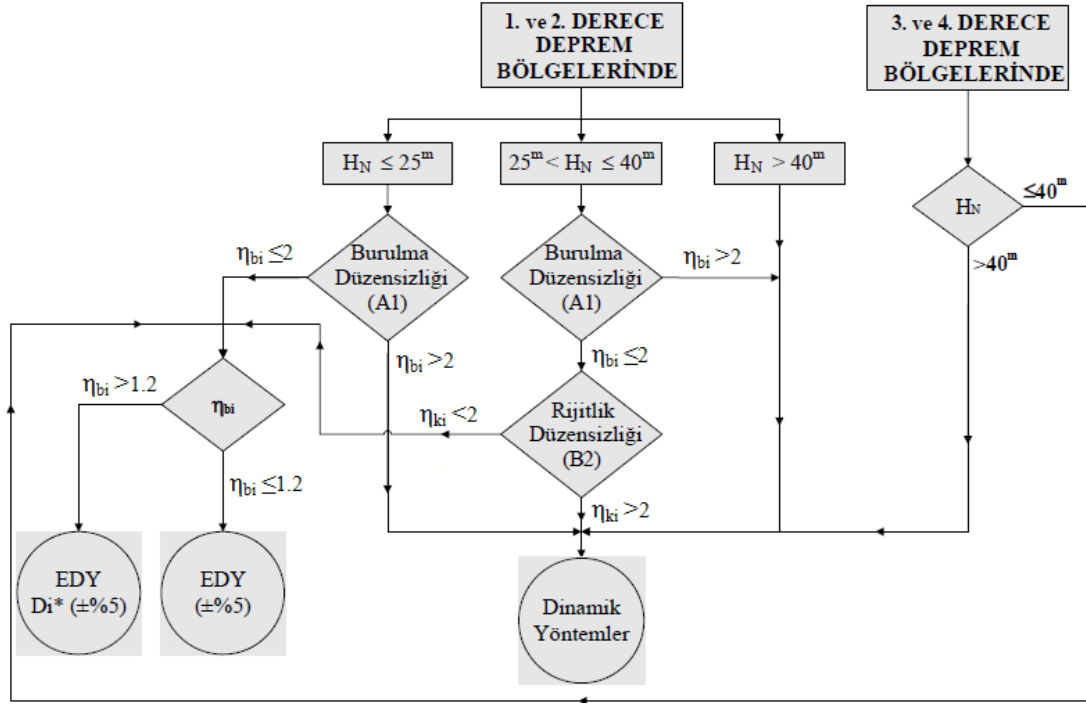 1. ve 2. DERECE
DEPREM
BÖLGELERİNDE
3. ve 4. DERECE
DEPREM
BÖLGELERİNDE
H_N ≤ 25^m
25^m < H_N ≤ 40^m
H_N > 40^m
H_N
≤40^m
>40^m
η_bi ≤2
Burulma
Düzensizliği
(A1)
Burulma
Düzensizliği
(A1)
η_bi >2
η_bi >2
η_bi ≤2
η_bi >1.2
η_bi
η_ki <2
Rijitlik
Düzensizliği
(B2)
η_bi ≤1.2
η_ki >2
EDY
Di* (±%5)
EDY
(±%5)
Dinamik
Yöntemler